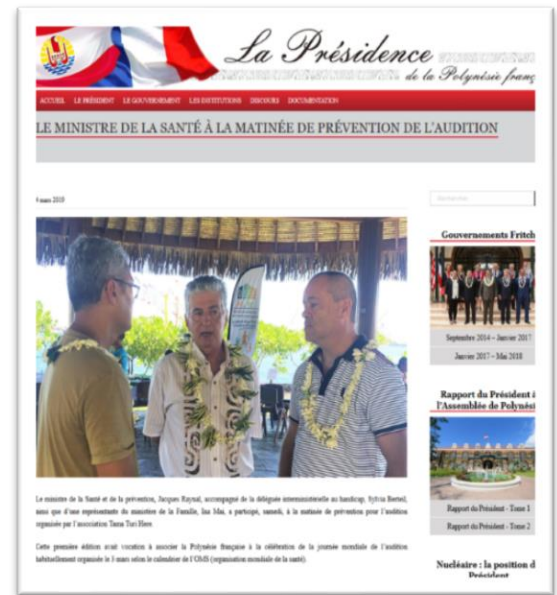 La Présidence
de la Polynésie franç
ACCUEIL LE PRÉSIDENT LE GOUVERNEMENT LES INSTITUTIONS DISCOURS DOCUMENTATION
LE MINISTRE DE LA SANTÉ À LA MATINÉE DE PRÉVENTION DE L'AUDITION
4 mars 2019
Rechercher
Le ministre de la Santé et de la prévention, Jacques Raynal, accompagné de la déléguée interministérielle au handicap, Sylvia Berteil,
ainsi que d'une représentante du ministère de la Famille, Ina Mai, a participé, samedi, à la matinée de prévention pour l'audition
organisée par l'association Tama Turi Here.
Cette première édition avait vocation à associer la Polynésie française à la célébration de la journée mondiale de l'audition
habituellement organisée le 3 mars selon le calendrier de l'OMS (organisation mondiale de la santé).
Gouvernements Fritch
Septembre 2014 – Janvier 2017
Janvier 2017 – Mai 2018
Rapport du Président à
l'Assemblée de Polynési
Rapport du Président - Tome 1
Rapport du Président - Tome 2
Nucléaire : la position d
Président